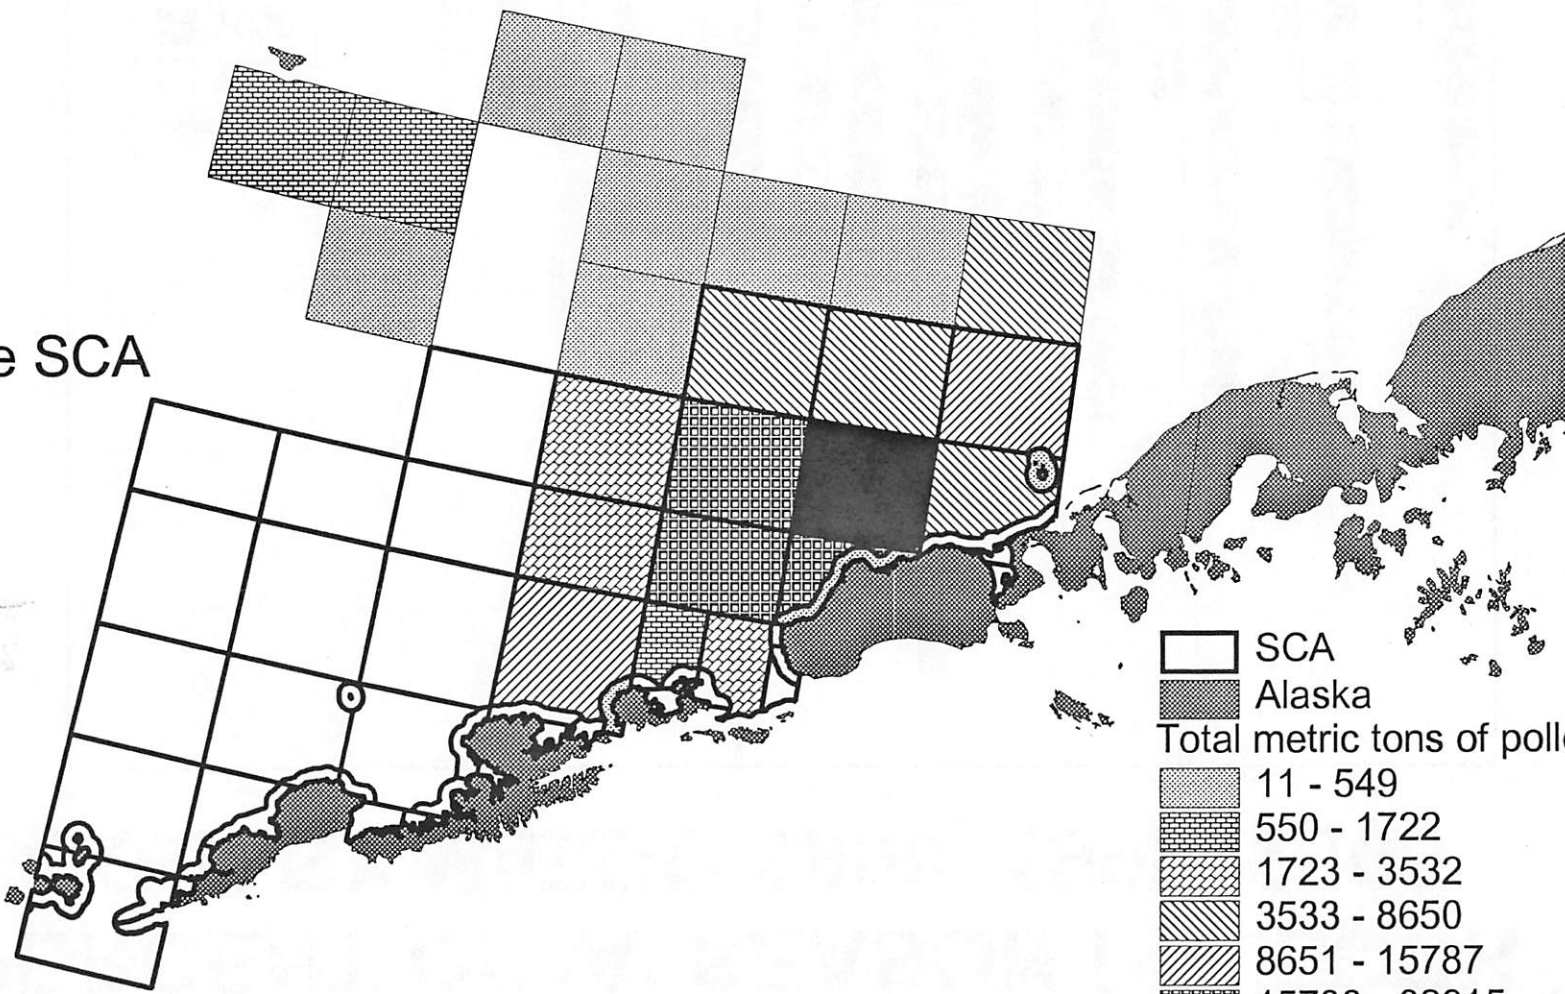 e SCA
SCA
Alaska
Total metric tons of poll
11 - 549
550 - 1722
1723 - 3532
3533 - 8650
8651 - 15787